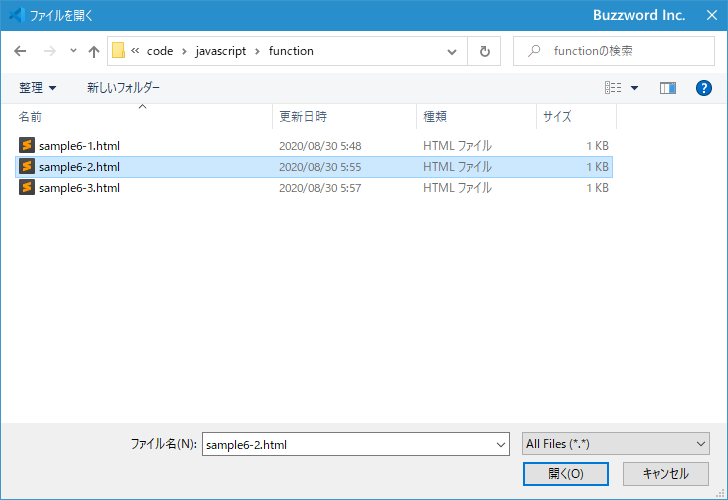 ファイルを開く Buzzword Inc.
code javascript function functionの検索
整理 新しいフォルダー
名前 更新日時 種類 サイズ
sample6-1.html 2020/08/30 5:48 HTML ファイル 1 KB
sample6-2.html 2020/08/30 5:55 HTML ファイル 1 KB
sample6-3.html 2020/08/30 5:57 HTML ファイル 1 KB
ファイル名(N): sample6-2.html All Files (*.*)
開く(O) キャンセル